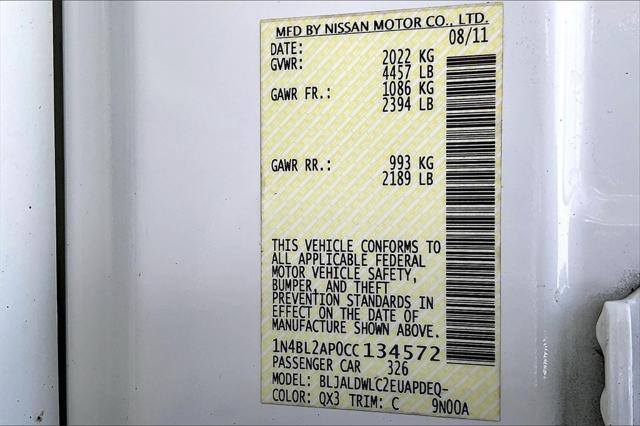 MFD BY NISSAN MOTOR CO., LTD.
DATE: 08/11
GVWR: 2022 KG
4457 LB
GAWR FR.: 1086 KG
2394 LB
GAWR RR.: 993 KG
2189 LB
THIS VEHICLE CONFORMS TO
ALL APPLICABLE FEDERAL
MOTOR VEHICLE SAFETY,
BUMPER, AND THEFT
PREVENTION STANDARDS IN
EFFECT ON THE DATE OF
MANUFACTURE SHOWN ABOVE.
1N4BL2AP0CC134572
PASSENGER CAR 326
MODEL: BLJALDWLC2EUAPDEQ-
COLOR: QX3 TRIM: C 9N00A